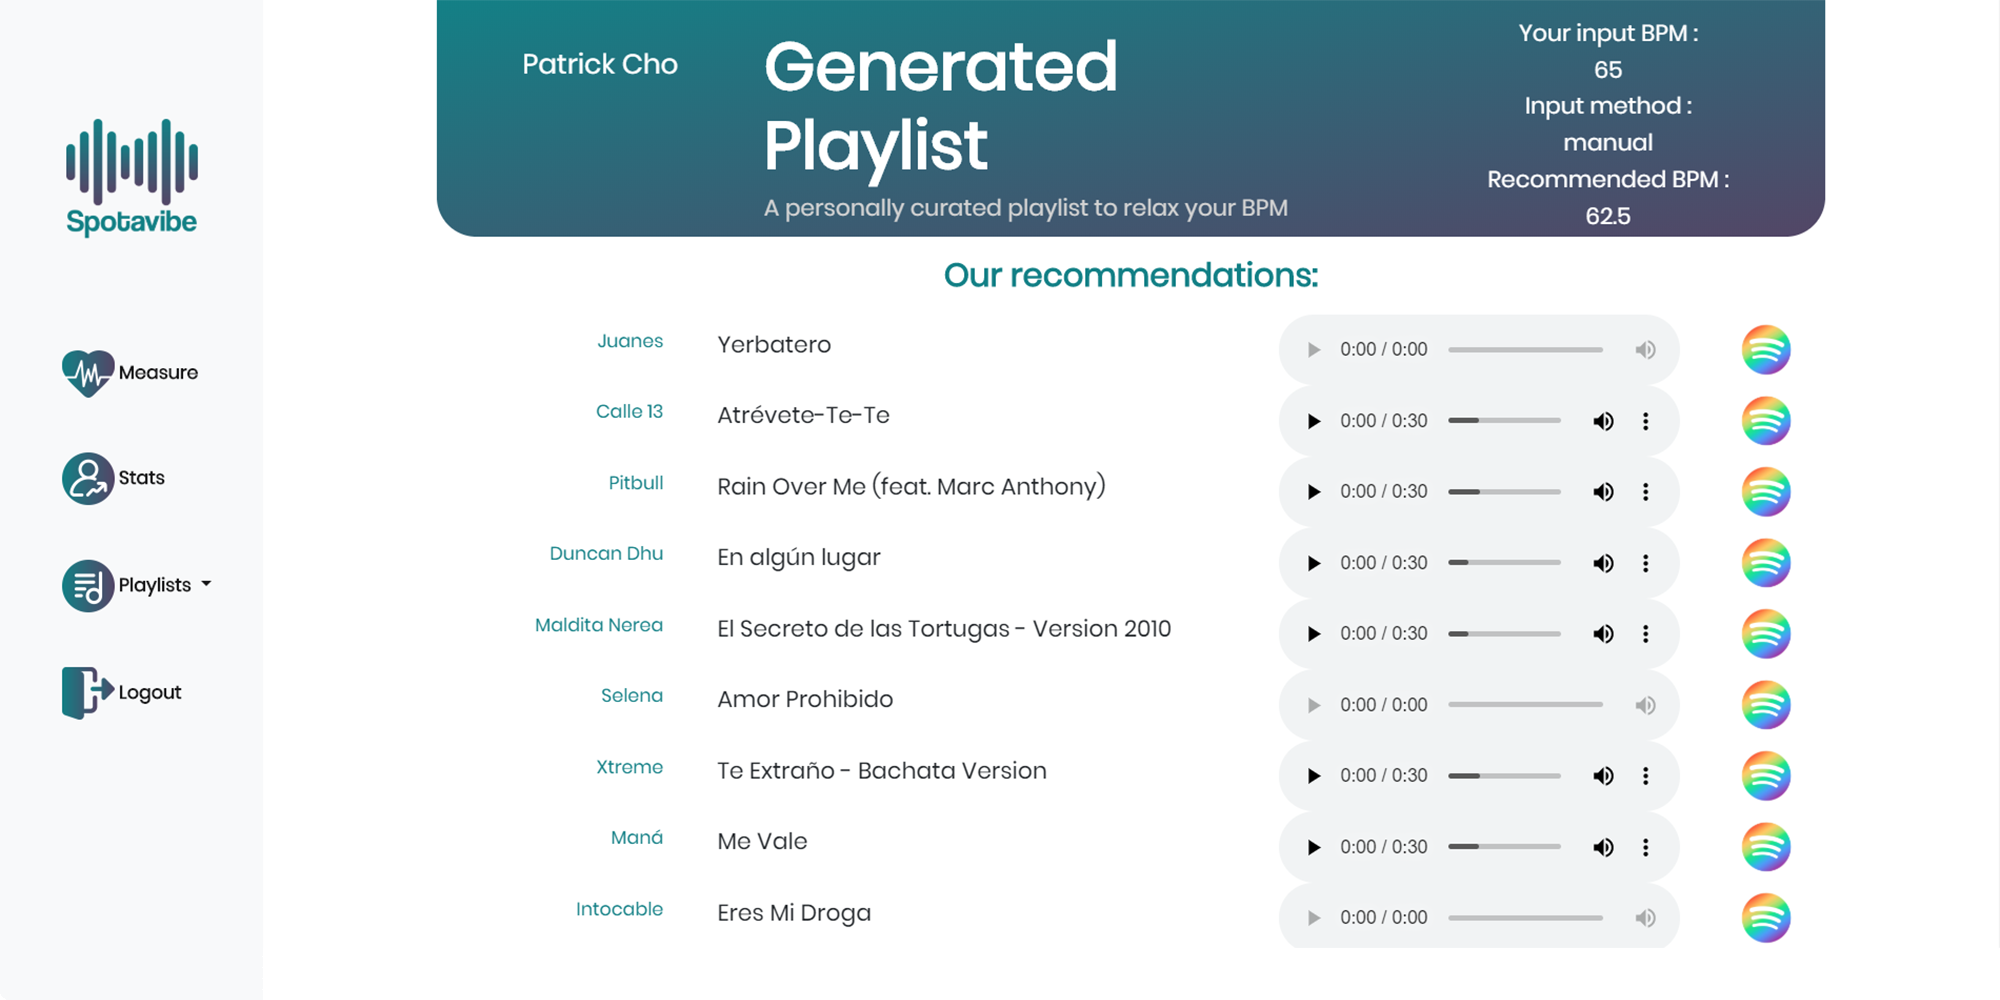 Spotavibe
Measure
Stats
Playlists
Logout
Patrick Cho
Generated
Playlist
A personally curated playlist to relax your BPM
Your input BPM :
65
Input method :
manual
Recommended BPM :
62.5
Our recommendations:
Juanes Yerbatero 0:00 / 0:00
Calle 13 Atrévete-Te-Te 0:00 / 0:30
Pitbull Rain Over Me (feat. Marc Anthony) 0:00 / 0:30
Duncan Dhu En algún lugar 0:00 / 0:30
Maldita Nerea El Secreto de las Tortugas - Version 2010 0:00 / 0:30
Selena Amor Prohibido 0:00 / 0:00
Xtreme Te Extraño - Bachata Version 0:00 / 0:30
Maná Me Vale 0:00 / 0:30
Intocable Eres Mi Droga 0:00 / 0:00